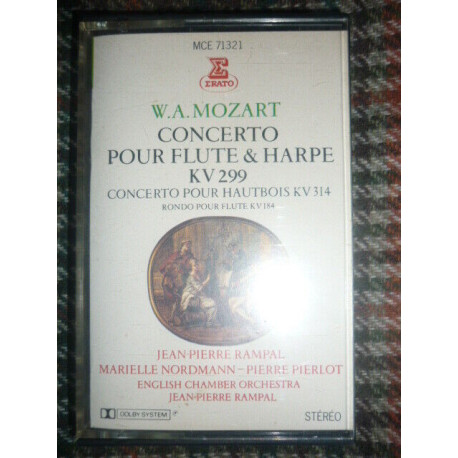 MCE 71321
ERATO
W.A. MOZART
CONCERTO
POUR FLUTE & HARPE
KV 299
CONCERTO POUR HAUTBOIS KV 314
RONDO POUR FLUTE KV 184
JEAN-PIERRE RAMPAL
MARIELLE NORDMANN – PIERRE PIERLOT
ENGLISH CHAMBER ORCHESTRA
JEAN-PIERRE RAMPAL
DOLBY SYSTEM
STÉRÉO